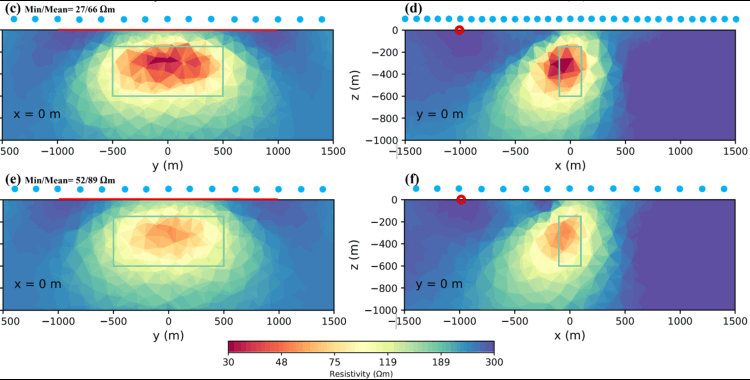 (c) Min/Mean= 27/66 Ωm
(d)
x = 0 m
y = 0 m
0
−200
−400
−600
−800
−1000
z (m)
1500 −1000 −500 0 500 1000 1500
−1500 −1000 −500 0 500 1000 1500
y (m)
x (m)
(e) Min/Mean= 52/89 Ωm
(f)
x = 0 m
y = 0 m
0
−200
−400
−600
−800
−1000
z (m)
1500 −1000 −500 0 500 1000 1500
−1500 −1000 −500 0 500 1000 1500
y (m)
x (m)
30 48 75 119 189 300
Resistivity (Ωm)